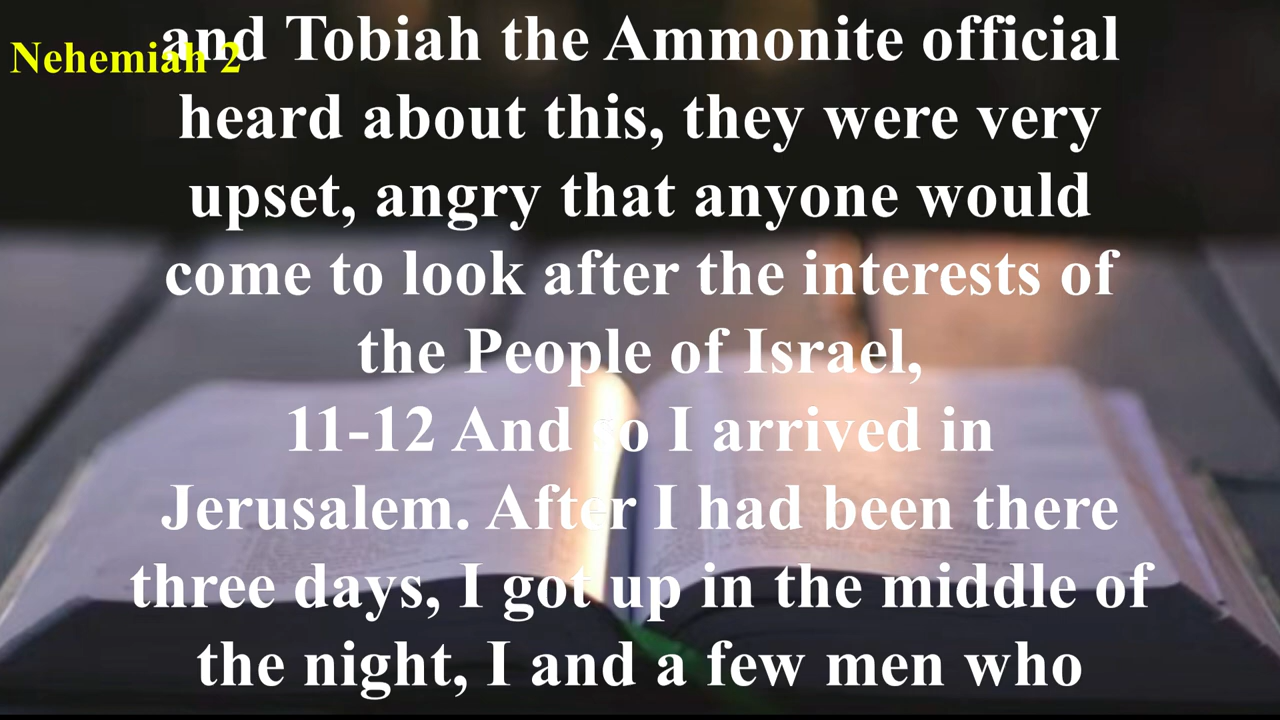 Nehemiah 2
and Tobiah the Ammonite official
heard about this, they were very
upset, angry that anyone would
come to look after the interests of
the People of Israel,
11-12 And so I arrived in
Jerusalem. After I had been there
three days, I got up in the middle of
the night, I and a few men who